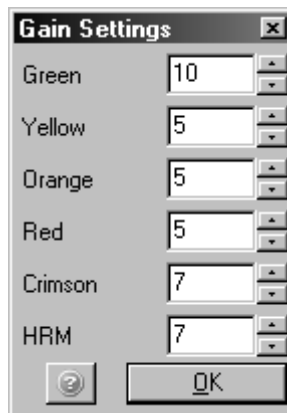 Gain Settings
Green 10
Yellow 5
Orange 5
Red 5
Crimson 7
HRM 7
? OK